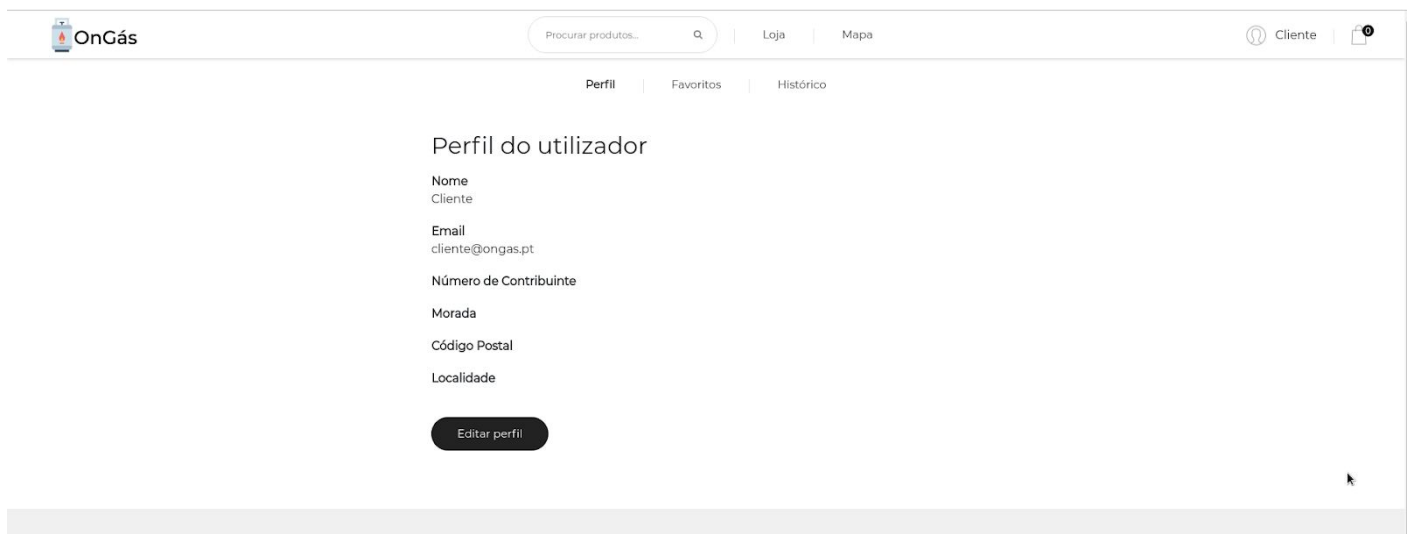 OnGás
Procurar produtos...
Loja
Mapa
Cliente
0
Perfil
Favoritos
Histórico
Perfil do utilizador
Nome
Cliente
Email
cliente@ongas.pt
Número de Contribuinte
Morada
Código Postal
Localidade
Editar perfil